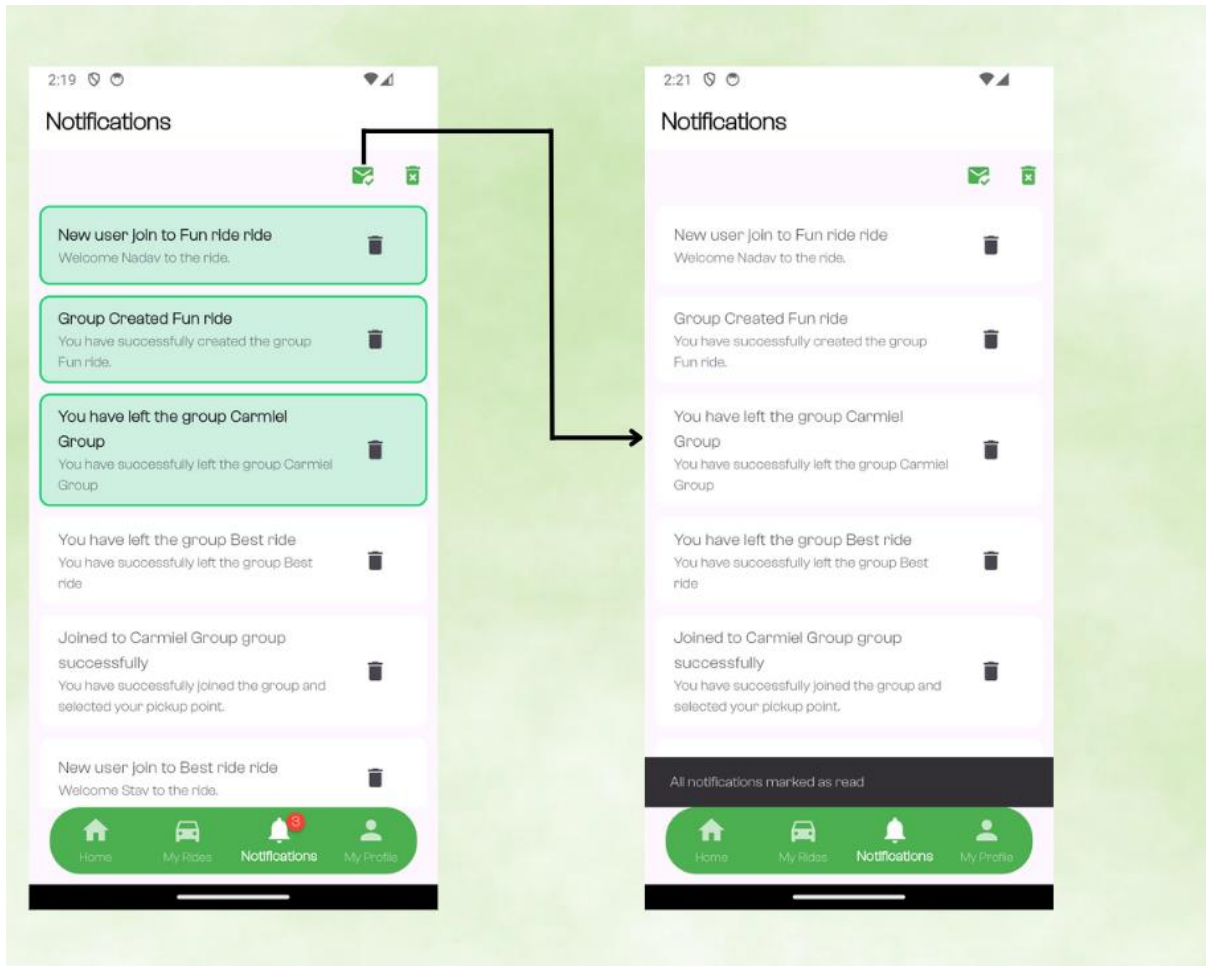 2:19
Notifications
New user join to Fun ride ride
Welcome Nadav to the ride.
Group Created Fun ride
You have successfully created the group
Fun ride.
You have left the group Carmiel
Group
You have successfully left the group Carmiel
Group
You have left the group Best ride
You have successfully left the group Best
ride
Joined to Carmiel Group group
successfully
You have successfully joined the group and
selected your pickup point.
New user join to Best ride ride
Welcome Stav to the ride.
3
Home
My Rides
Notifications
My Profile
2:21
Notifications
New user join to Fun ride ride
Welcome Nadav to the ride.
Group Created Fun ride
You have successfully created the group
Fun ride.
You have left the group Carmiel
Group
You have successfully left the group Carmiel
Group
You have left the group Best ride
You have successfully left the group Best
ride
Joined to Carmiel Group group
successfully
You have successfully joined the group and
selected your pickup point.
All notifications marked as read
Home
My Rides
Notifications
My Profile